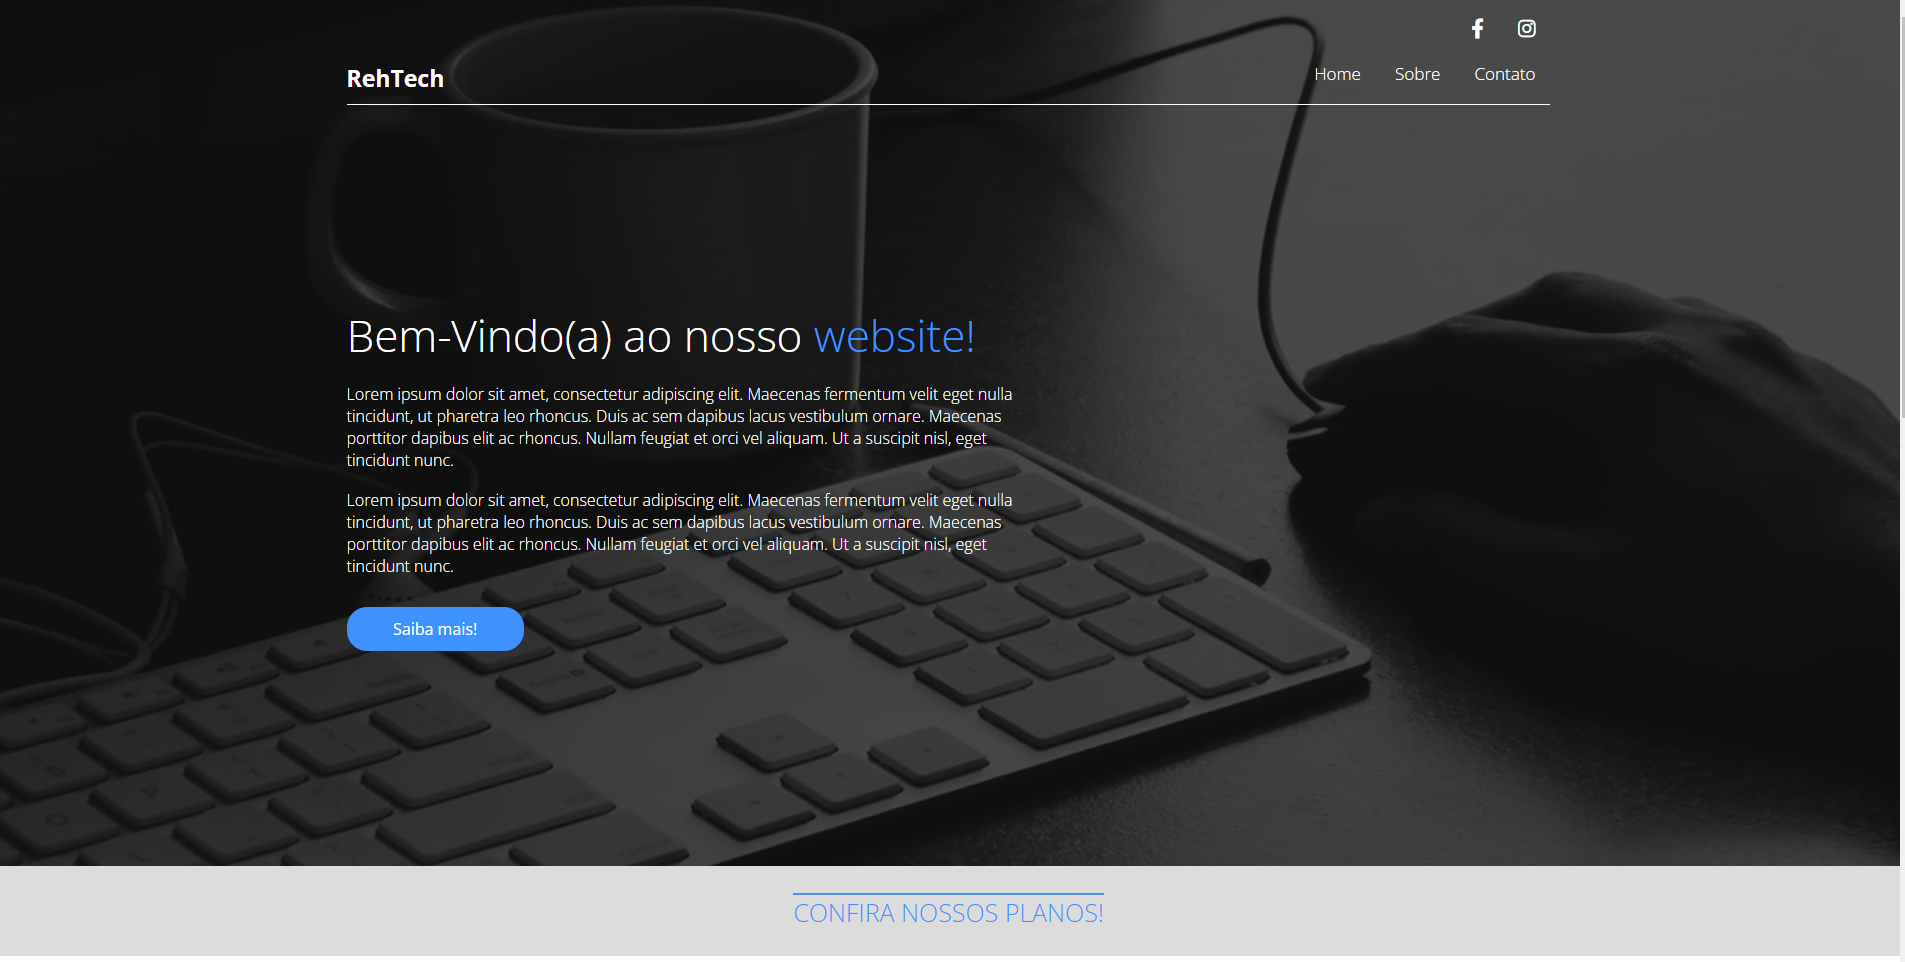 RehTech
Home Sobre Contato
Bem-Vindo(a) ao nosso website!
Lorem ipsum dolor sit amet, consectetur adipiscing elit. Maecenas fermentum velit eget nulla
tincidunt, ut pharetra leo rhoncus. Duis ac sem dapibus lacus vestibulum ornare. Maecenas
porttitor dapibus elit ac rhoncus. Nullam feugiat et orci vel aliquam. Ut a suscipit nisl, eget
tincidunt nunc.
Lorem ipsum dolor sit amet, consectetur adipiscing elit. Maecenas fermentum velit eget nulla
tincidunt, ut pharetra leo rhoncus. Duis ac sem dapibus lacus vestibulum ornare. Maecenas
porttitor dapibus elit ac rhoncus. Nullam feugiat et orci vel aliquam. Ut a suscipit nisl, eget
tincidunt nunc.
Saiba mais!
CONFIRA NOSSOS PLANOS!